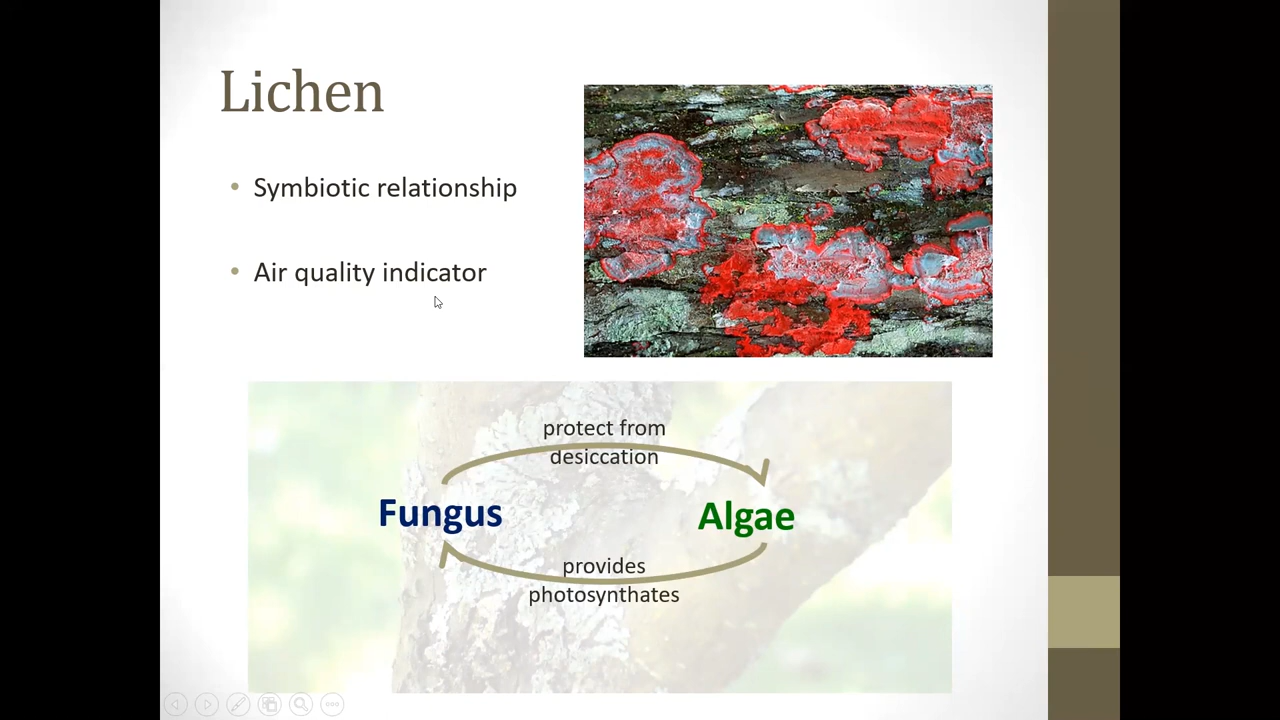 Lichen
• Symbiotic relationship
• Air quality indicator
protect from
desiccation
Fungus
Algae
provides
photosynthates